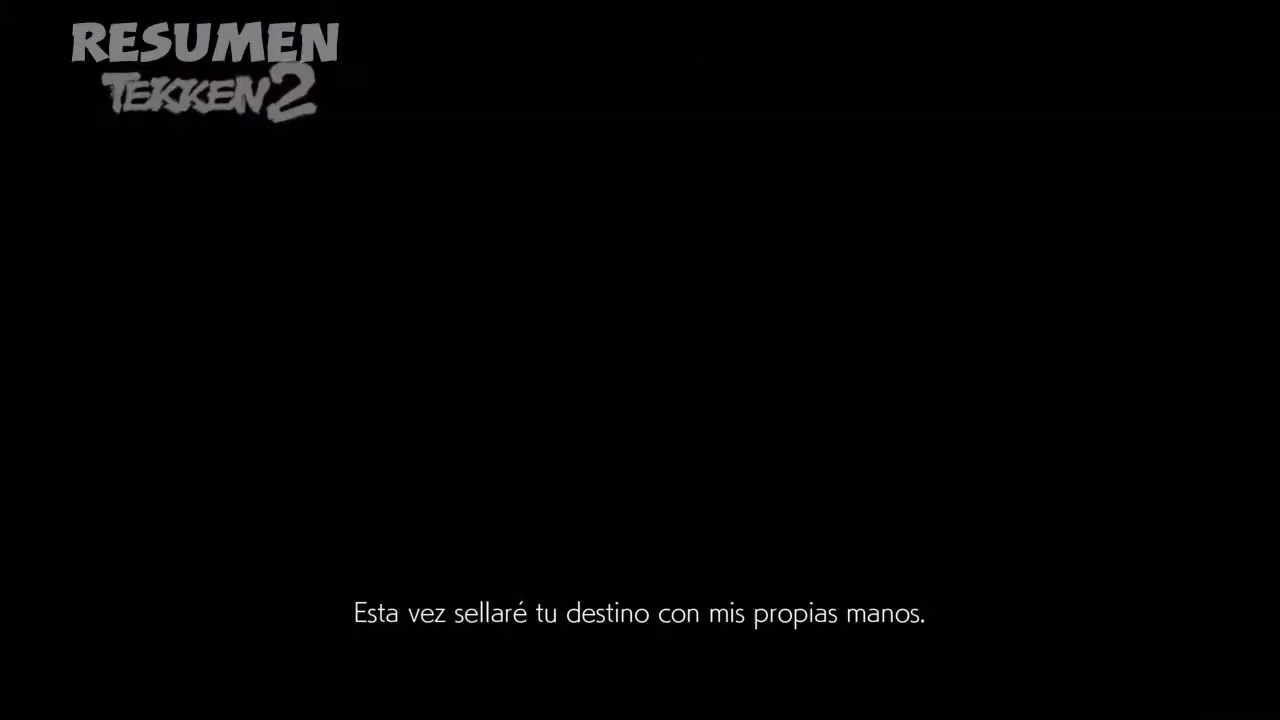 RESUMEN
TEKKEN 2
Esta vez sellaré tu destino con mis propias manos.